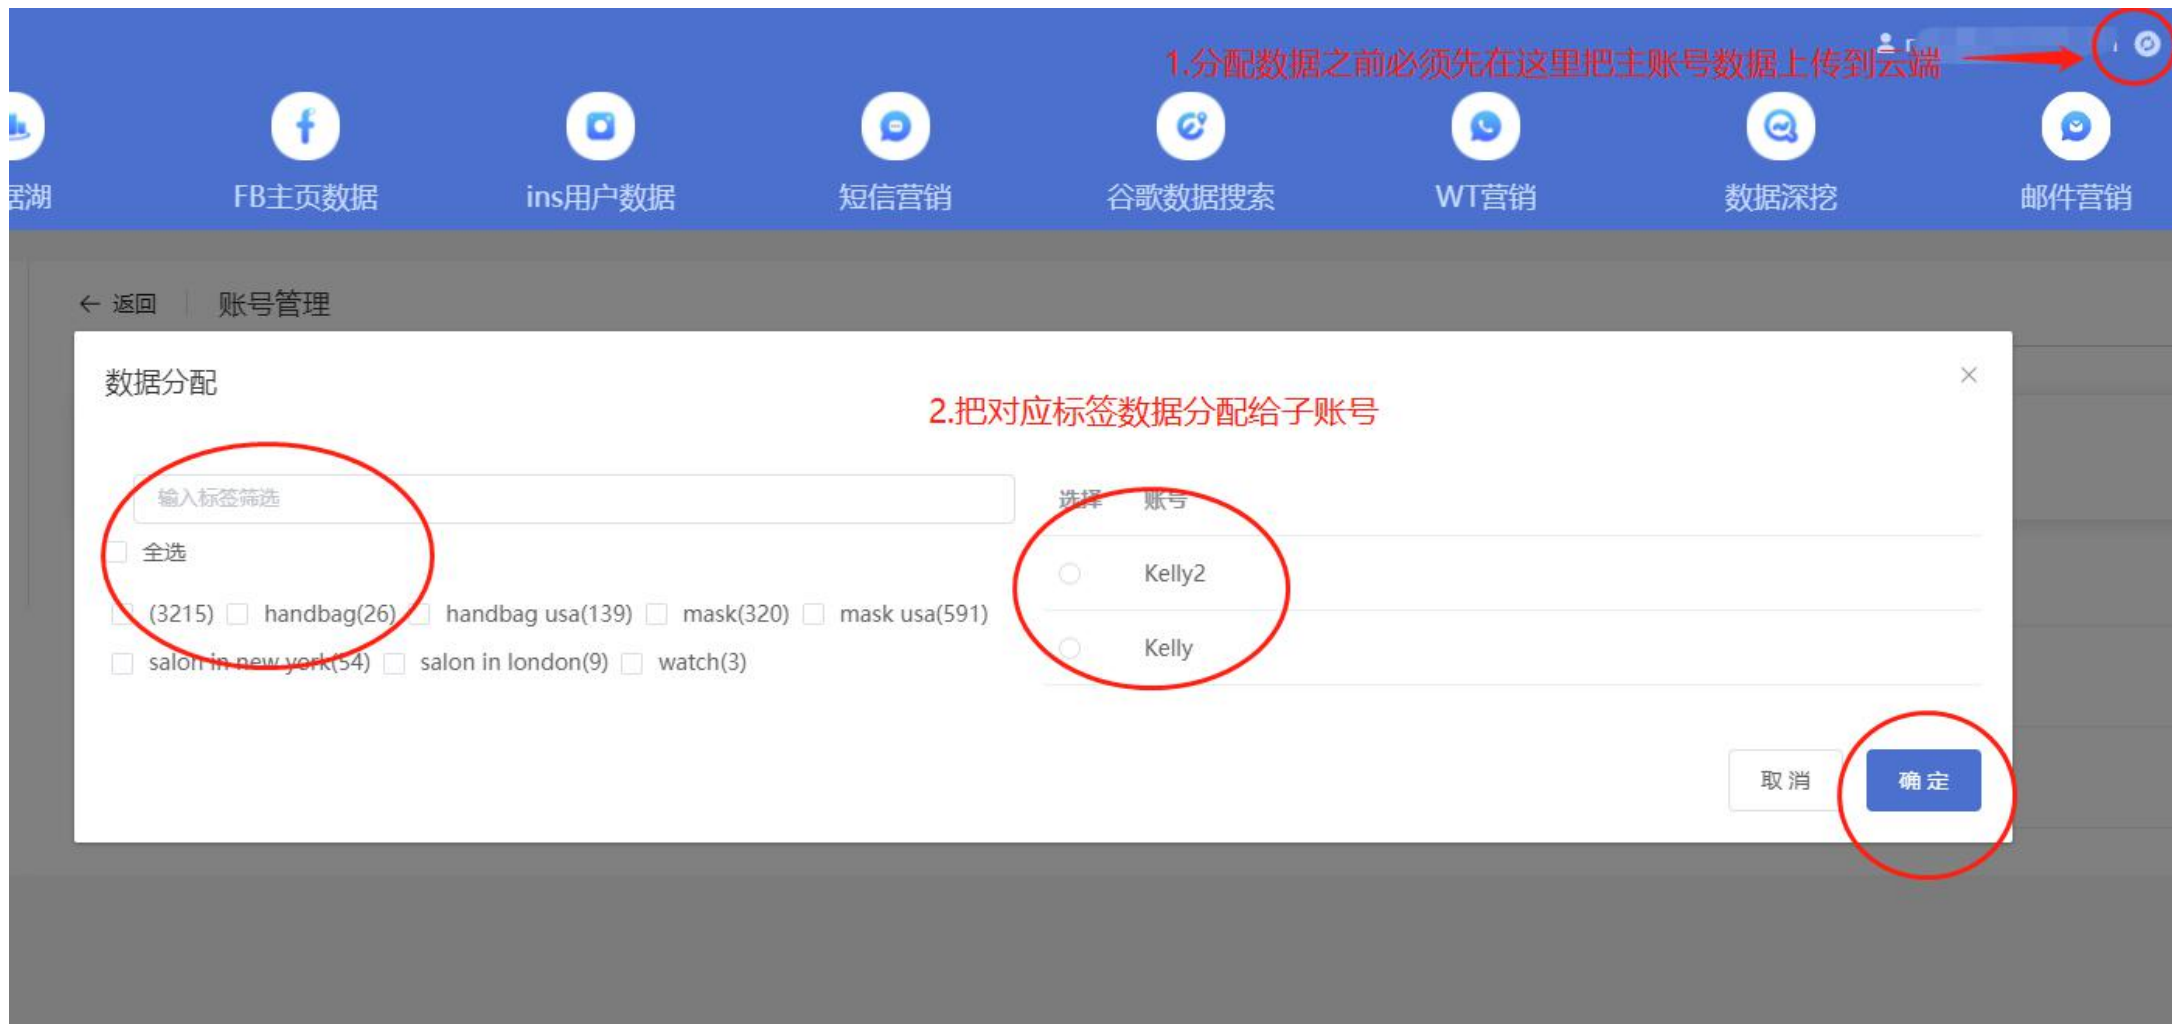 1.分配数据之前必须先在这里把主账号数据上传到云端
FB主页数据
ins用户数据
短信营销
谷歌数据搜索
WT营销
数据深挖
邮件营销
返回
账号管理
数据分配
2.把对应标签数据分配给子账号
输入标签筛选
全选
(3215) handbag(26) handbag usa(139) mask(320) mask usa(591)
salon in new york(54) salon in london(9) watch(3)
选择 账号
Kelly2
Kelly
取 消
确 定